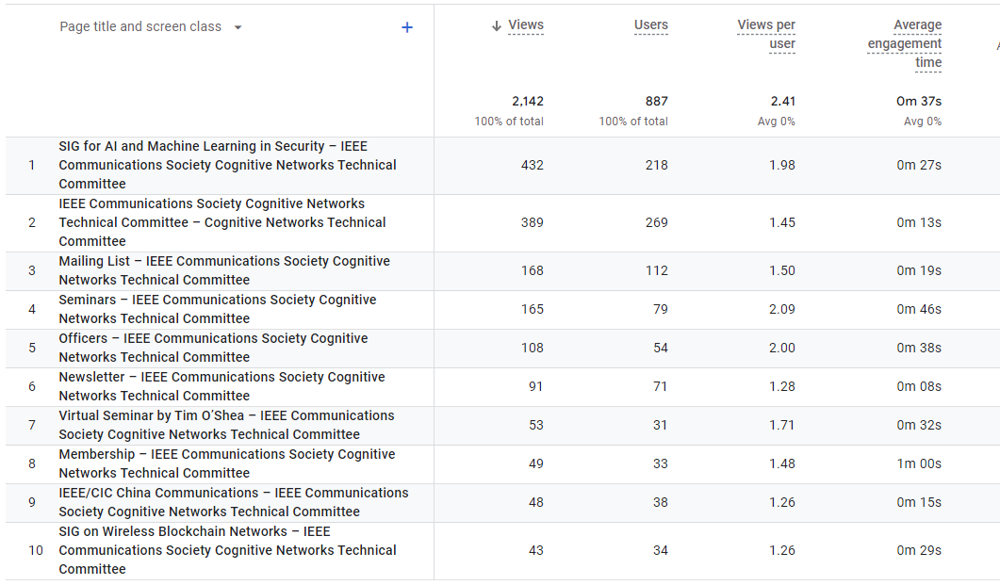 Page title and screen class
+
↓ Views
Users
Views per
user
Average
engagement
time
2,142
887
2.41
0m 37s
100% of total
100% of total
Avg 0%
Avg 0%
SIG for AI and Machine Learning in Security – IEEE
1 Communications Society Cognitive Networks Technical 432 218 1.98 0m 27s
Committee
IEEE Communications Society Cognitive Networks
2 Technical Committee – Cognitive Networks Technical 389 269 1.45 0m 13s
Committee
Mailing List – IEEE Communications Society Cognitive
3 168 112 1.50 0m 19s
Networks Technical Committee
Seminars – IEEE Communications Society Cognitive
4 165 79 2.09 0m 46s
Networks Technical Committee
Officers – IEEE Communications Society Cognitive
5 108 54 2.00 0m 38s
Networks Technical Committee
Newsletter – IEEE Communications Society Cognitive
6 91 71 1.28 0m 08s
Networks Technical Committee
Virtual Seminar by Tim O'Shea – IEEE Communications
7 53 31 1.71 0m 32s
Society Cognitive Networks Technical Committee
Membership – IEEE Communications Society Cognitive
8 49 33 1.48 1m 00s
Networks Technical Committee
IEEE/CIC China Communications – IEEE Communications
9 48 38 1.26 0m 15s
Society Cognitive Networks Technical Committee
SIG on Wireless Blockchain Networks – IEEE
10 Communications Society Cognitive Networks Technical 43 34 1.26 0m 29s
Committee